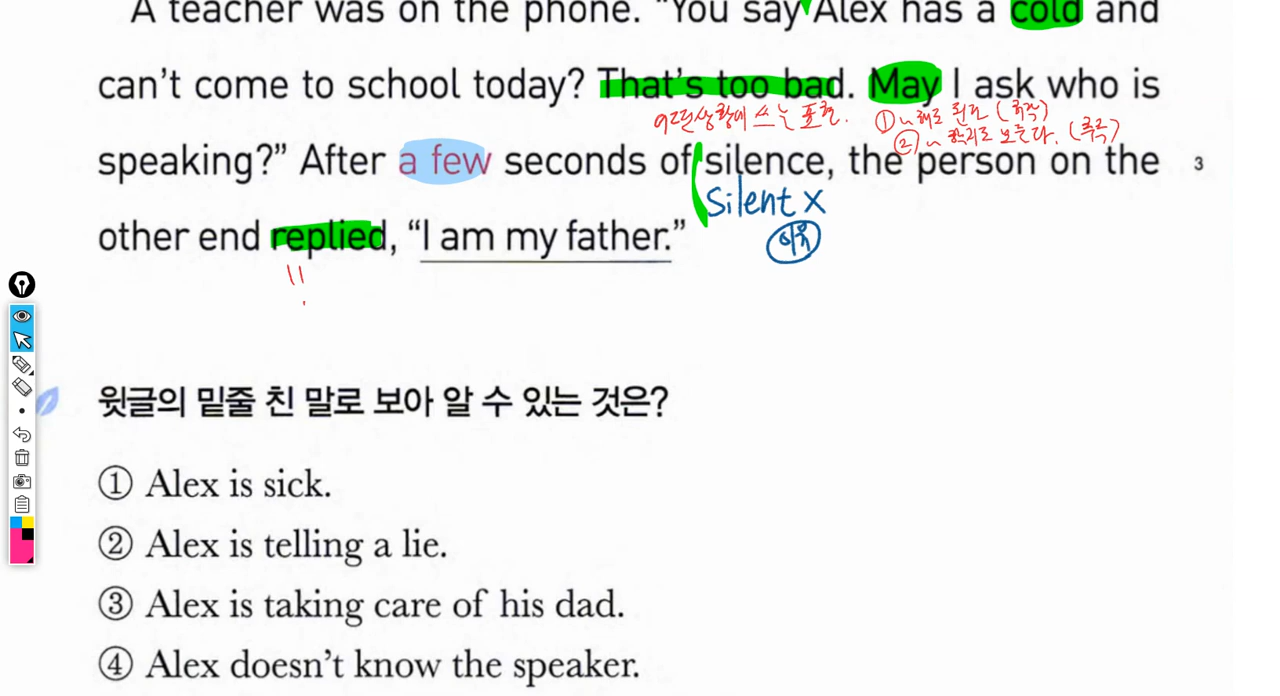 A teacher was on the phone. “You say Alex has a cold and
can’t come to school today? That’s too bad. May I ask who is
어떤 상황에 쓰는 표현. ① ~해도 된다 (허락)
② ~ 할지도 모른다. (추측)
speaking?” After a few seconds of silence, the person on the 3
Silent X
이유
other end replied, “I am my father.”
윗글의 밑줄 친 말로 보아 알 수 있는 것은?
① Alex is sick.
② Alex is telling a lie.
③ Alex is taking care of his dad.
④ Alex doesn’t know the speaker.